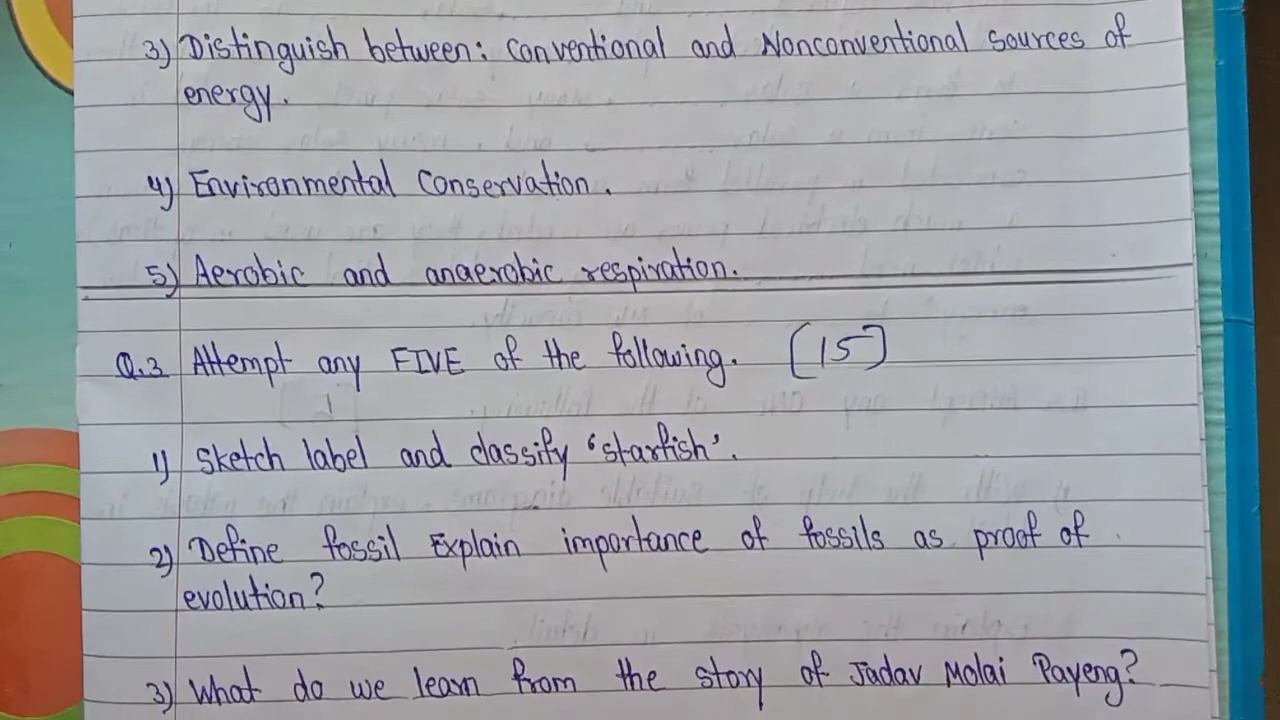 3) Distinguish between: Conventional and Nonconventional sources of
energy.
4) Environmental Conservation.
5) Aerobic and anaerobic respiration.
Q.3 Attempt any FIVE of the following. [15]
1) Sketch label and classify 'starfish'.
2) Define fossil Explain importance of fossils as proof of
evolution?
3) What do we learn from the story of Jadav Molai Payeng?